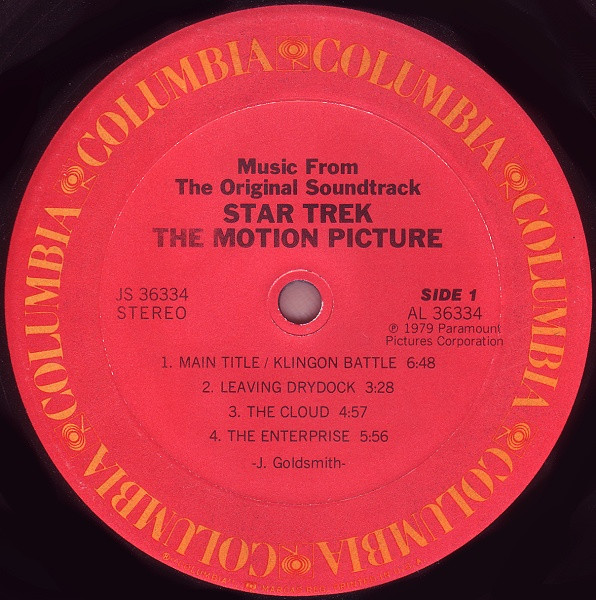 COLUMBIA COLUMBIA COLUMBIA COLUMBIA COLUMBIA COLUMBIA COLUMBIA COLUMBIA
Music From
The Original Soundtrack
STAR TREK
THE MOTION PICTURE
JS 36334
STEREO
SIDE 1
AL 36334
℗ 1979 Paramount
Pictures Corporation
1. MAIN TITLE / KLINGON BATTLE 6:48
2. LEAVING DRYDOCK 3:28
3. THE CLOUD 4:57
4. THE ENTERPRISE 5:56
-J. Goldsmith-